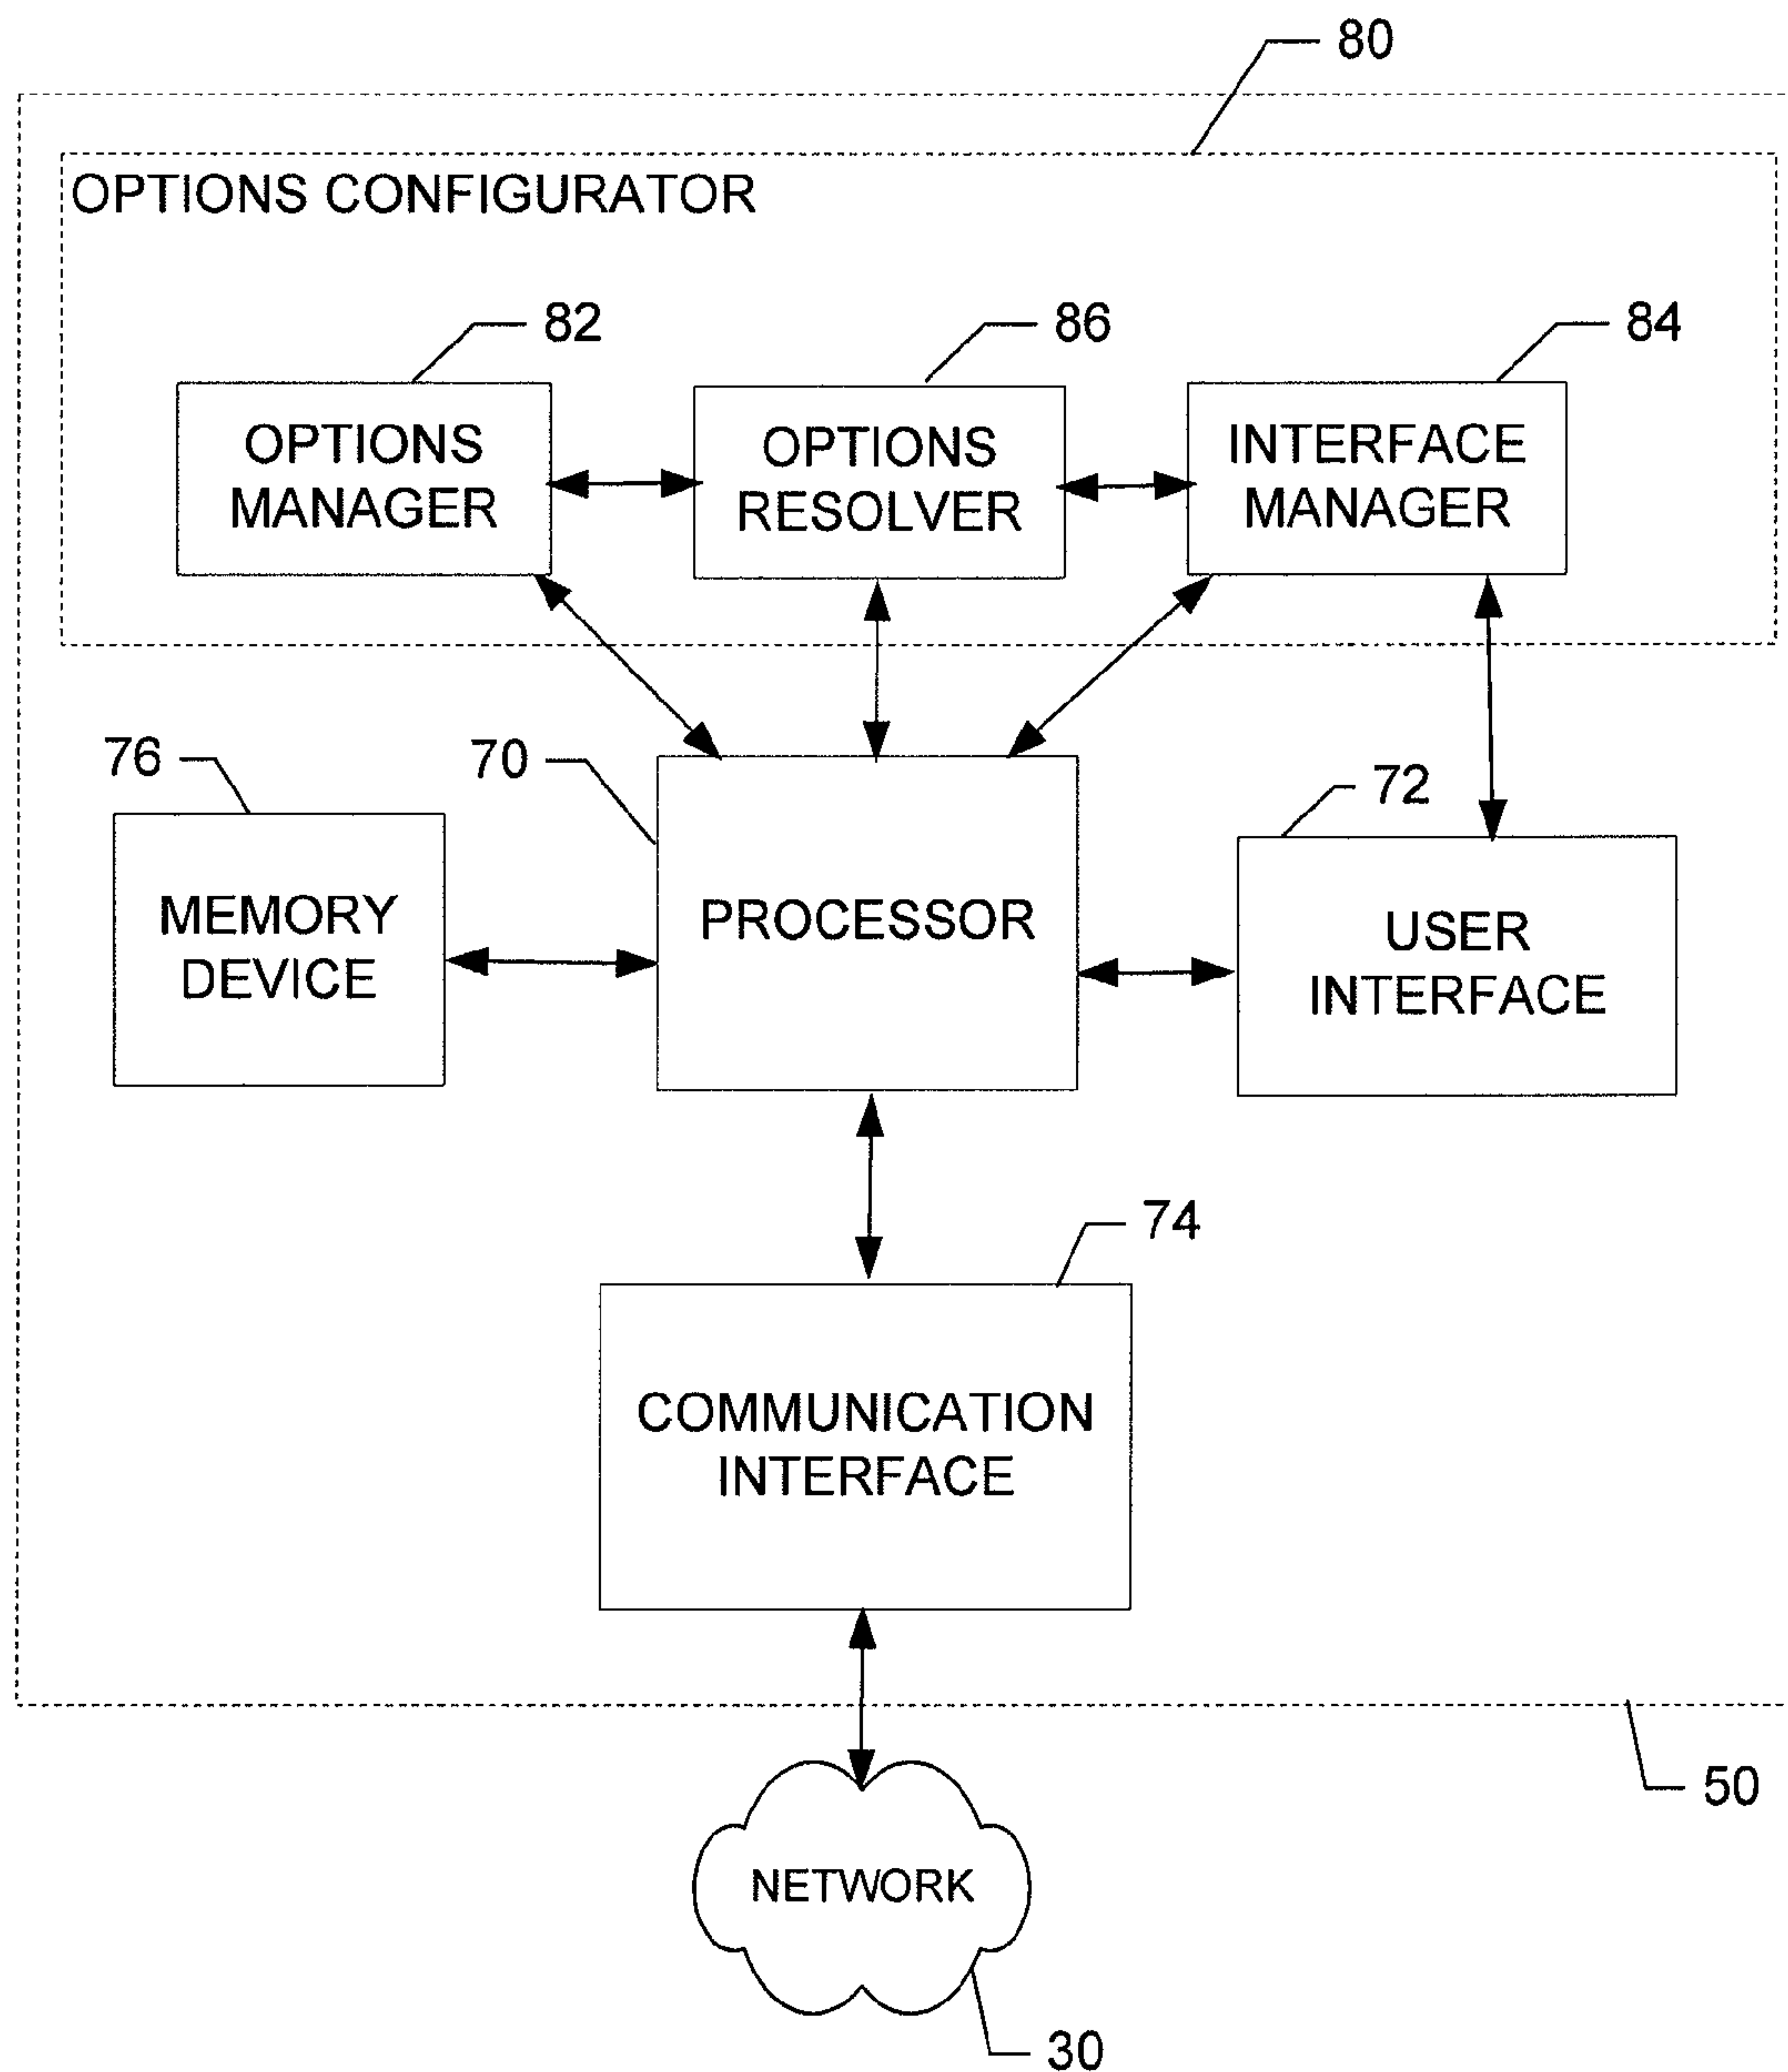 80
OPTIONS CONFIGURATOR
82
86
84
OPTIONS
MANAGER
OPTIONS
RESOLVER
INTERFACE
MANAGER
76
70
72
MEMORY
DEVICE
PROCESSOR
USER
INTERFACE
74
COMMUNICATION
INTERFACE
50
NETWORK
30